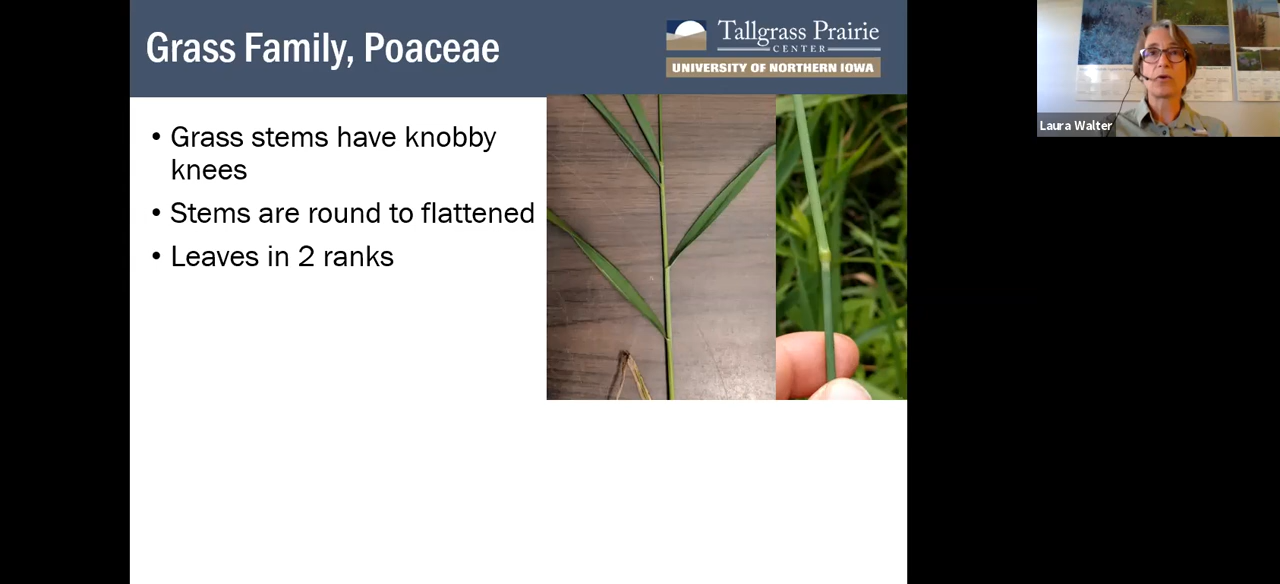 Grass Family, Poaceae
Tallgrass Prairie
CENTER
UNIVERSITY OF NORTHERN IOWA
• Grass stems have knobby
knees
• Stems are round to flattened
• Leaves in 2 ranks
Laura Walter